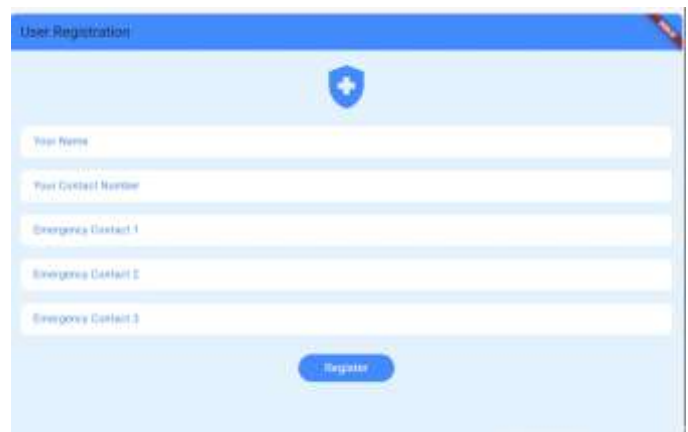 User Registration
Your Name
Your Contact Number
Emergency Contact 1
Emergency Contact 2
Emergency Contact 3
Register